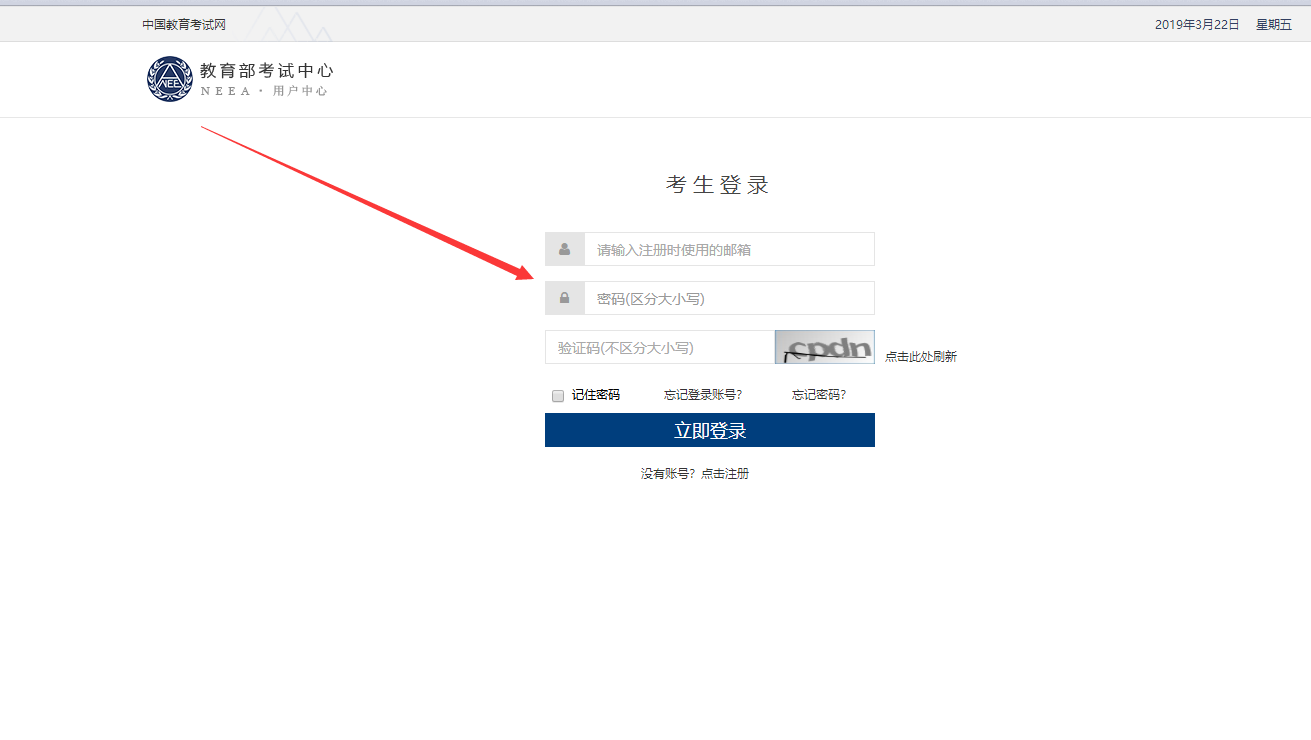 中国教育考试网
2019年3月22日 星期五
教育部考试中心
NEEA · 用户中心
NEE
考生登录
请输入注册时使用的邮箱
密码(区分大小写)
验证码(不区分大小写)
cpdn
点击此处刷新
记住密码 忘记登录账号? 忘记密码?
立即登录
没有账号? 点击注册